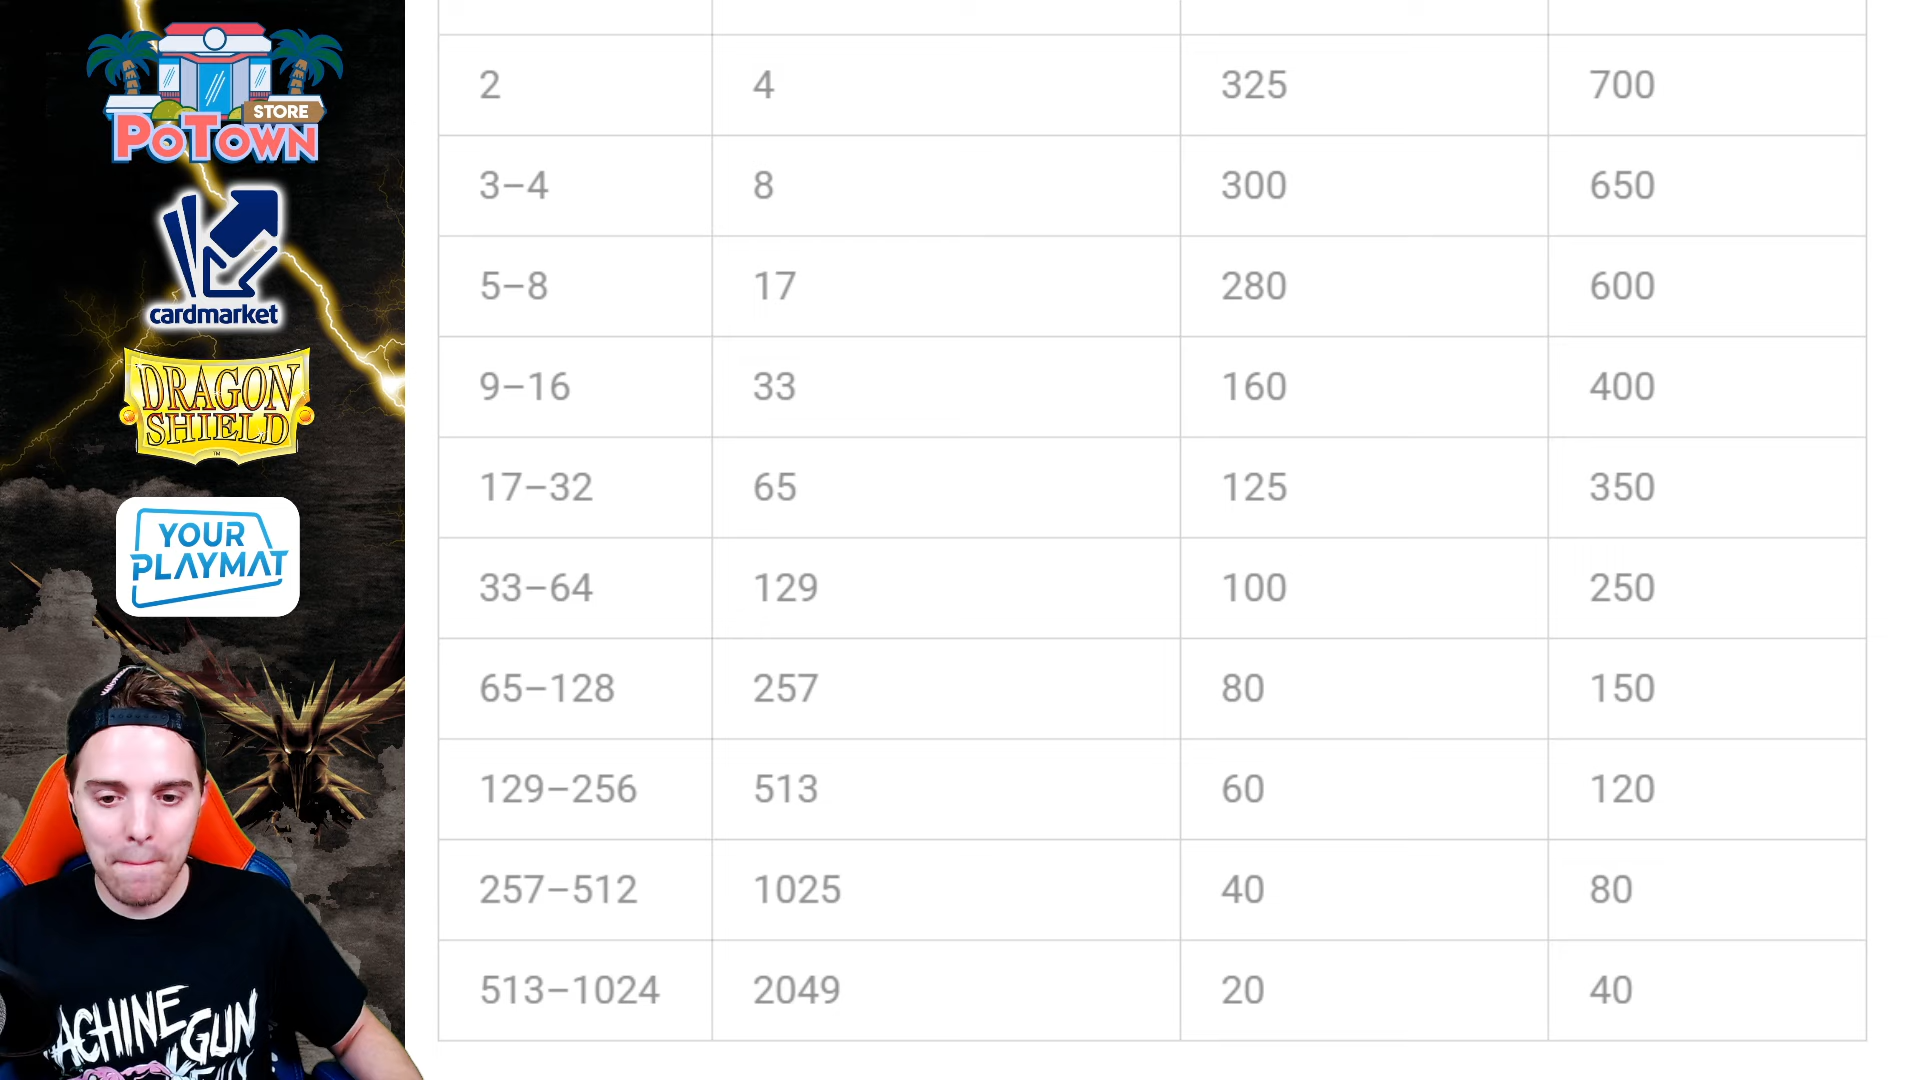 STORE
POTOWN
cardmarket
DRAGON
SHIELD
TM
YOUR
PLAYMAT
ACHINE GUN
2 4 325 700
3–4 8 300 650
5–8 17 280 600
9–16 33 160 400
17–32 65 125 350
33–64 129 100 250
65–128 257 80 150
129–256 513 60 120
257–512 1025 40 80
513–1024 2049 20 40